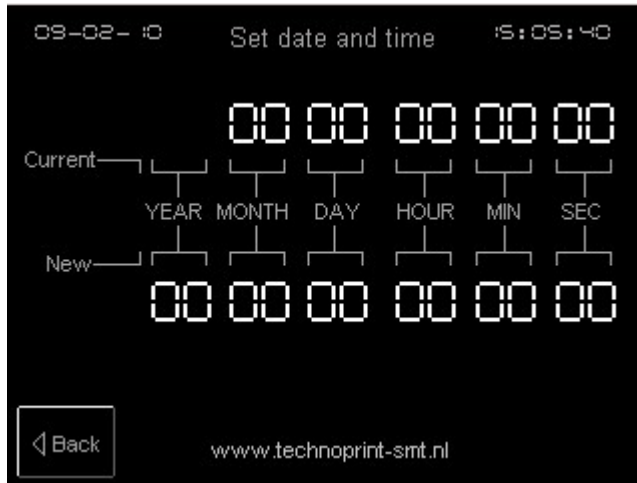 09-02-10 Set date and time 15:05:40
00 00 00 00 00
Current
YEAR MONTH DAY HOUR MIN SEC
New
00 00 00 00 00 00
Back www.technoprint-smt.nl